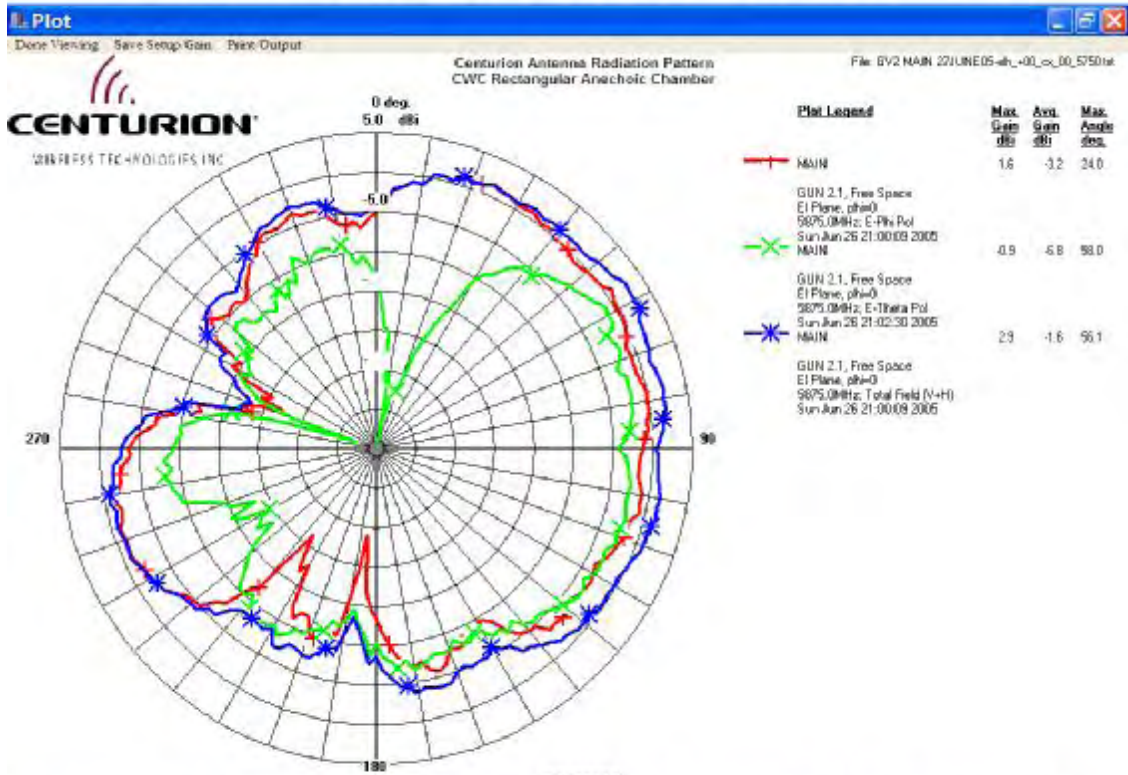 Plot
Done Viewing Save Setup/Gain Print Output
Centurion Antenna Radiation Pattern
CWC Rectangular Anechoic Chamber
CENTURION
WIRELESS TECHNOLOGIES INC
0 deg.
5.0 dBi
-5.0
270
90
180
Plot Legend Max. Gain dBi Avg. Gain dBi Max. Angle deg.
MAIN 1.6 -3.2 24.0
GUN 2.1, Free Space
El Plane, phi=0
5875.0MHz; E-Phi Pol
Sun Jun 26 21:00:09 2005
MAIN -0.9 -6.8 98.0
GUN 2.1, Free Space
El Plane, phi=0
5875.0MHz; E-Theta Pol
Sun Jun 26 21:02:30 2005
MAIN 2.9 -1.6 56.1
GUN 2.1, Free Space
El Plane, phi=0
5875.0MHz; Total Field (V+H)
Sun Jun 26 21:00:09 2005